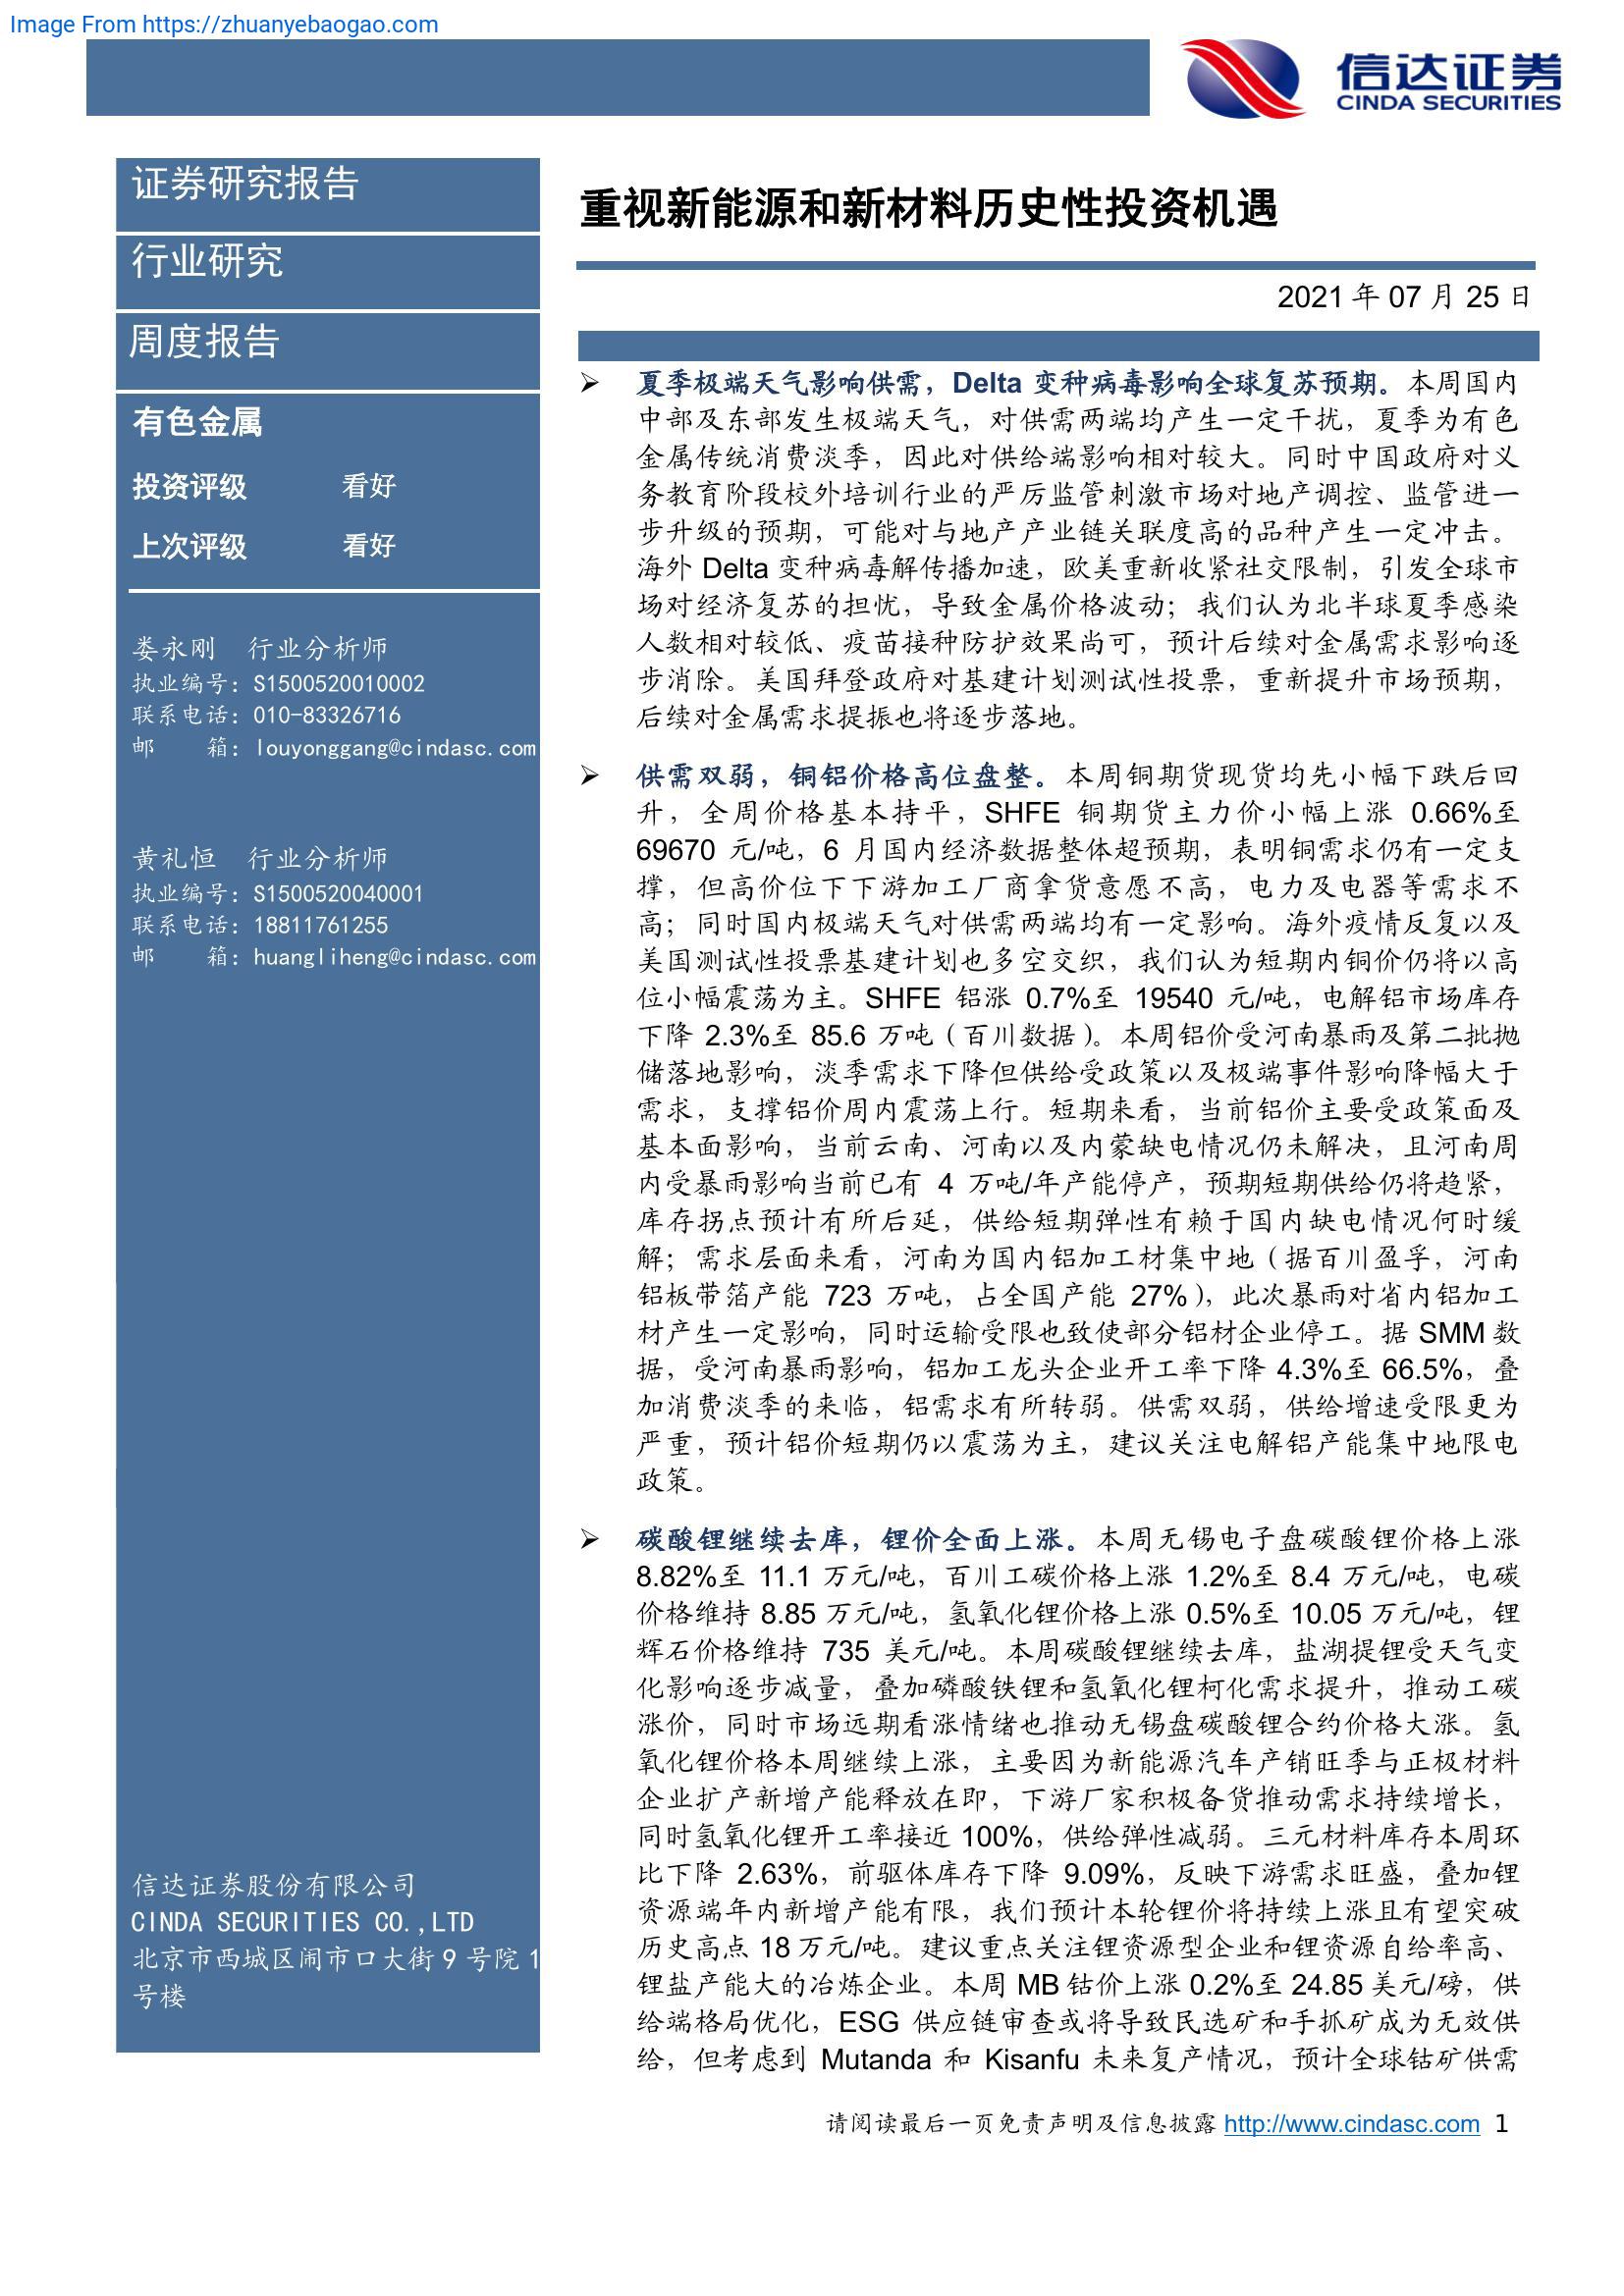 Image From https://zhuanyebaogao.com
信达证券
CINDA SECURITIES
证券研究报告
行业研究
周度报告
有色金属
投资评级 看好
上次评级 看好
娄永刚 行业分析师
执业编号：S1500520010002
联系电话：010-83326716
邮 箱：louyonggang@cindasc.com
黄礼恒 行业分析师
执业编号：S1500520040001
联系电话：18811761255
邮 箱：huangliheng@cindasc.com
信达证券股份有限公司
CINDA SECURITIES CO.,LTD
北京市西城区闹市口大街9号院1
号楼
重视新能源和新材料历史性投资机遇
2021 年 07 月 25 日
➢ 夏季极端天气影响供需，Delta 变种病毒影响全球复苏预期。本周国内
中部及东部发生极端天气，对供需两端均产生一定干扰，夏季为有色
金属传统消费淡季，因此对供给端影响相对较大。同时中国政府对义
务教育阶段校外培训行业的严厉监管刺激市场对地产调控、监管进一
步升级的预期，可能对与地产产业链关联度高的品种产生一定冲击。
海外 Delta 变种病毒解传播加速，欧美重新收紧社交限制，引发全球市
场对经济复苏的担忧，导致金属价格波动；我们认为北半球夏季感染
人数相对较低、疫苗接种防护效果尚可，预计后续对金属需求影响逐
步消除。美国拜登政府对基建计划测试性投票，重新提升市场预期，
后续对金属需求提振也将逐步落地。
➢ 供需双弱，铜铝价格高位盘整。本周铜期货现货均先小幅下跌后回
升，全周价格基本持平，SHFE 铜期货主力价小幅上涨 0.66%至
69670 元/吨，6 月国内经济数据整体超预期，表明铜需求仍有一定支
撑，但高价位下下游加工厂商拿货意愿不高，电力及电器等需求不
高；同时国内极端天气对供需两端均有一定影响。海外疫情反复以及
美国测试性投票基建计划也多空交织，我们认为短期内铜价仍将以高
位小幅震荡为主。SHFE 铝涨 0.7%至 19540 元/吨，电解铝市场库存
下降 2.3%至 85.6 万吨（百川数据）。本周铝价受河南暴雨及第二批抛
储落地影响，淡季需求下降但供给受政策以及极端事件影响降幅大于
需求，支撑铝价周内震荡上行。短期来看，当前铝价主要受政策面及
基本面影响，当前云南、河南以及内蒙缺电情况仍未解决，且河南周
内受暴雨影响当前已有 4 万吨/年产能停产，预期短期供给仍将趋紧，
库存拐点预计有所后延，供给短期弹性有赖于国内缺电情况何时缓
解；需求层面来看，河南为国内铝加工材集中地（据百川盈孚，河南
铝板带箔产能 723 万吨，占全国产能 27%），此次暴雨对省内铝加工
材产生一定影响，同时运输受限也致使部分铝材企业停工。据 SMM 数
据，受河南暴雨影响，铝加工龙头企业开工率下降 4.3%至 66.5%，叠
加消费淡季的来临，铝需求有所转弱。供需双弱，供给增速受限更为
严重，预计铝价短期仍以震荡为主，建议关注电解铝产能集中地限电
政策。
➢ 碳酸锂继续去库，锂价全面上涨。本周无锡电子盘碳酸锂价格上涨
8.82%至 11.1 万元/吨，百川工碳价格上涨 1.2%至 8.4 万元/吨，电碳
价格维持 8.85 万元/吨，氢氧化锂价格上涨 0.5%至 10.05 万元/吨，锂
辉石价格维持 735 美元/吨。本周碳酸锂继续去库，盐湖提锂受天气变
化影响逐步减量，叠加磷酸铁锂和氢氧化锂柯化需求提升，推动工碳
涨价，同时市场远期看涨情绪也推动无锡盘碳酸锂合约价格大涨。氢
氧化锂价格本周继续上涨，主要因为新能源汽车产销旺季与正极材料
企业扩产新增产能释放在即，下游厂家积极备货推动需求持续增长，
同时氢氧化锂开工率接近 100%，供给弹性减弱。三元材料库存本周环
比下降 2.63%，前驱体库存下降 9.09%，反映下游需求旺盛，叠加锂
资源端年内新增产能有限，我们预计本轮锂价将持续上涨且有望突破
历史高点 18 万元/吨。建议重点关注锂资源型企业和锂资源自给率高、
锂盐产能大的冶炼企业。本周 MB 钴价上涨 0.2%至 24.85 美元/磅，供
给端格局优化，ESG 供应链审查或将导致民选矿和手抓矿成为无效供
给，但考虑到 Mutanda 和 Kisanfu 未来复产情况，预计全球钴矿供需
请阅读最后一页免责声明及信息披露 http://www.cindasc.com 1